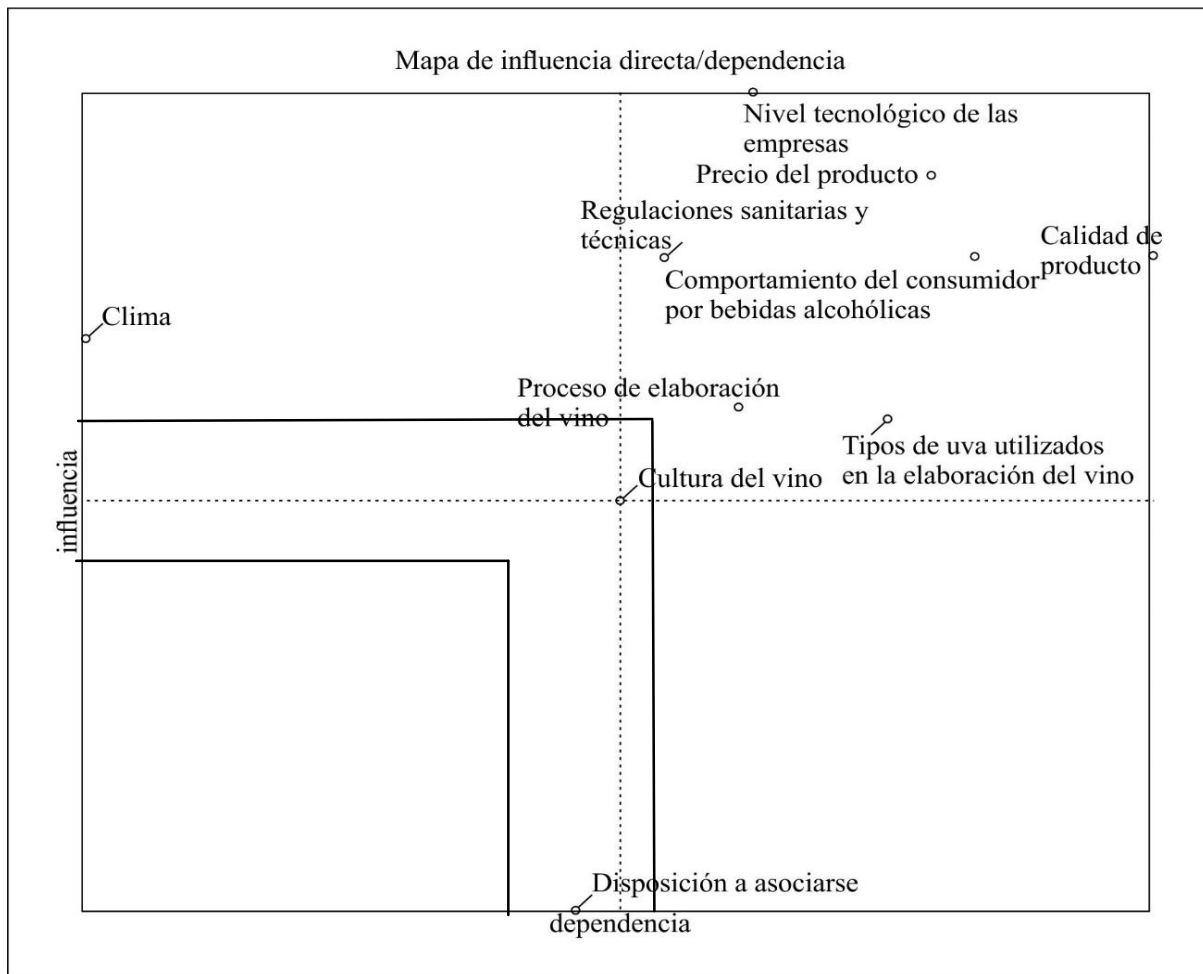 Mapa de influencia directa/dependencia
Nivel tecnológico de las
empresas
Precio del producto
Regulaciones sanitarias y
técnicas
Calidad de
producto
Comportamiento del consumidor
por bebidas alcohólicas
Clima
Proceso de elaboración
del vino
Tipos de uva utilizados
en la elaboración del vino
Cultura del vino
influencia
Disposición a asociarse
dependencia